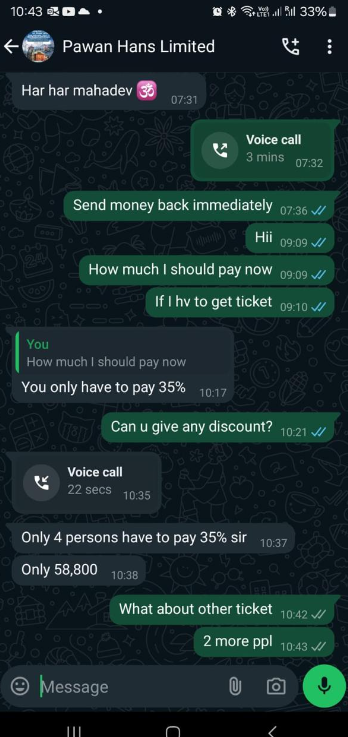 10:43
33%
Pawan Hans Limited
Har har mahadev 🕉️ 07:31
Voice call
3 mins 07:32
Send money back immediately 07:36
Hii 09:09
How much I should pay now 09:09
If I hv to get ticket 09:10
You
How much I should pay now
You only have to pay 35% 10:17
Can u give any discount? 10:21
Voice call
22 secs 10:35
Only 4 persons have to pay 35% sir 10:37
Only 58,800 10:38
What about other ticket 10:42
2 more ppl 10:43
Message